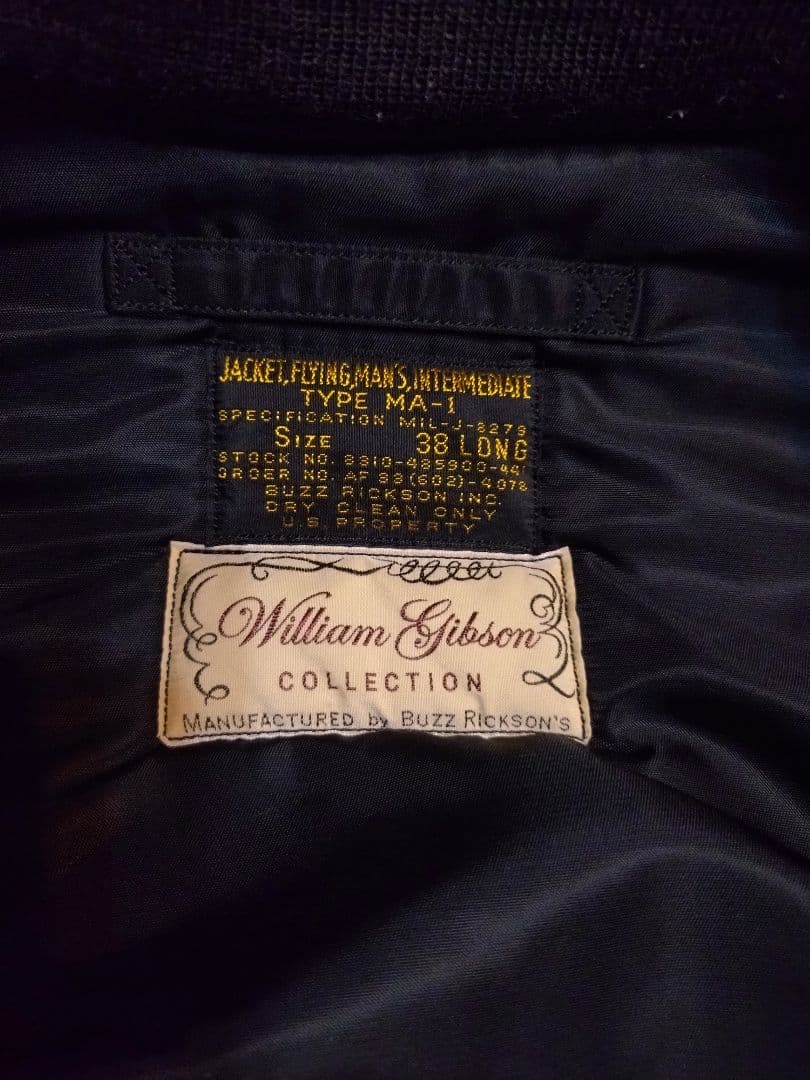 JACKET, FLYING, MAN'S, INTERMEDIATE
TYPE MA-1
SPECIFICATION MIL-J-8279
SIZE 38 LONG
STOCK NO. 8310-485900-44
ORDER NO. AF 33(602)-4078
BUZZ RICKSON INC
DRY CLEAN ONLY
U.S. PROPERTY
William Gibson
COLLECTION
MANUFACTURED by BUZZ RICKSON'S